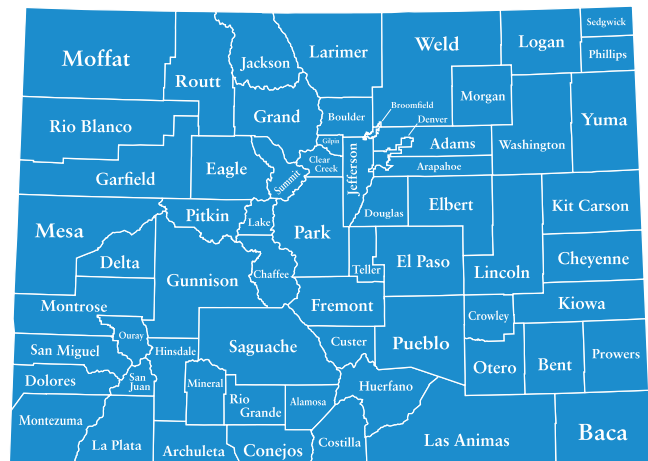 Moffat
Routt
Jackson
Larimer
Weld
Logan
Sedgwick
Phillips
Rio Blanco
Grand
Boulder
Broomfield
Denver
Morgan
Yuma
Washington
Garfield
Eagle
Summit
Gilpin
Clear
Creek
Jefferson
Adams
Arapahoe
Mesa
Pitkin
Lake
Park
Douglas
Elbert
Kit Carson
Delta
Gunnison
Chaffee
Teller
El Paso
Lincoln
Cheyenne
Montrose
Ouray
Fremont
Crowley
Kiowa
San Miguel
Hinsdale
Saguache
Custer
Pueblo
Otero
Bent
Prowers
Dolores
San
Juan
Mineral
Rio
Grande
Alamosa
Huerfano
Montezuma
La Plata
Archuleta
Conejos
Costilla
Las Animas
Baca